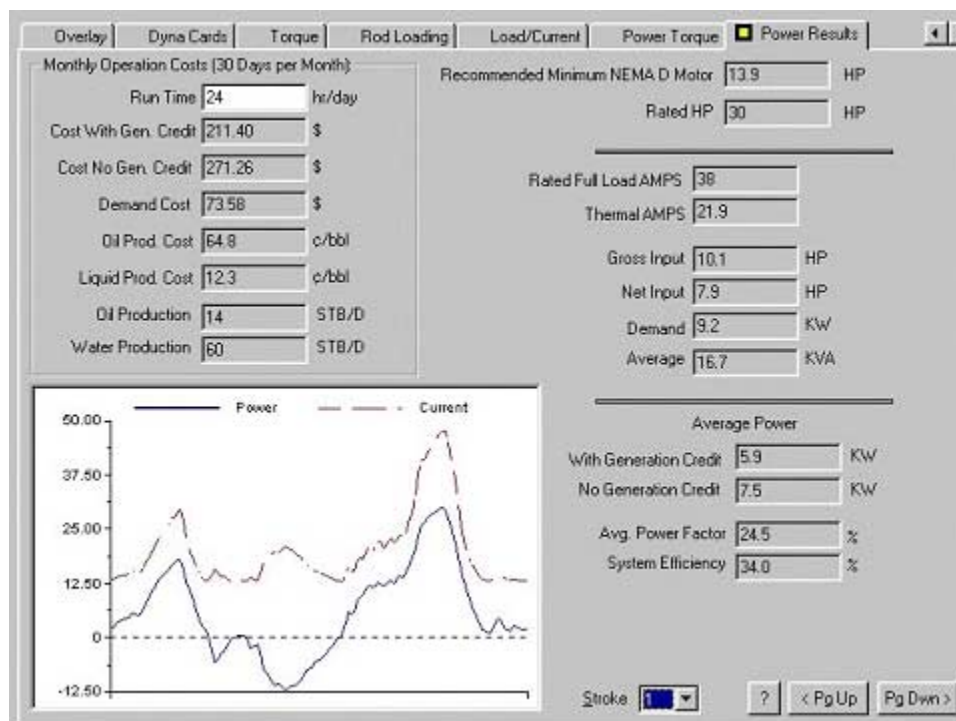 Overlay Dyna Cards Torque Rod Loading Load/Current Power Torque Power Results
Monthly Operation Costs (30 Days per Month)
Run Time 24 hr/day
Cost With Gen. Credit 211.40 $
Cost No Gen. Credit 271.26 $
Demand Cost 73.58 $
Oil Prod. Cost 64.8 c/bbl
Liquid Prod. Cost 12.3 c/bbl
Oil Production 14 STB/D
Water Production 60 STB/D
Recommended Minimum NEMA D Motor 13.9 HP
Rated HP 30 HP
Rated Full Load AMPS 38
Thermal AMPS 21.9
Gross Input 10.1 HP
Net Input 7.9 HP
Demand 9.2 KW
Average 16.7 KVA
Average Power
With Generation Credit 5.9 KW
No Generation Credit 7.5 KW
Avg. Power Factor 24.5 %
System Efficiency 34.0 %
Power Current
50.00
37.50
25.00
12.50
0
-12.50
Stroke 1
? < Pg Up Pg Dwn >